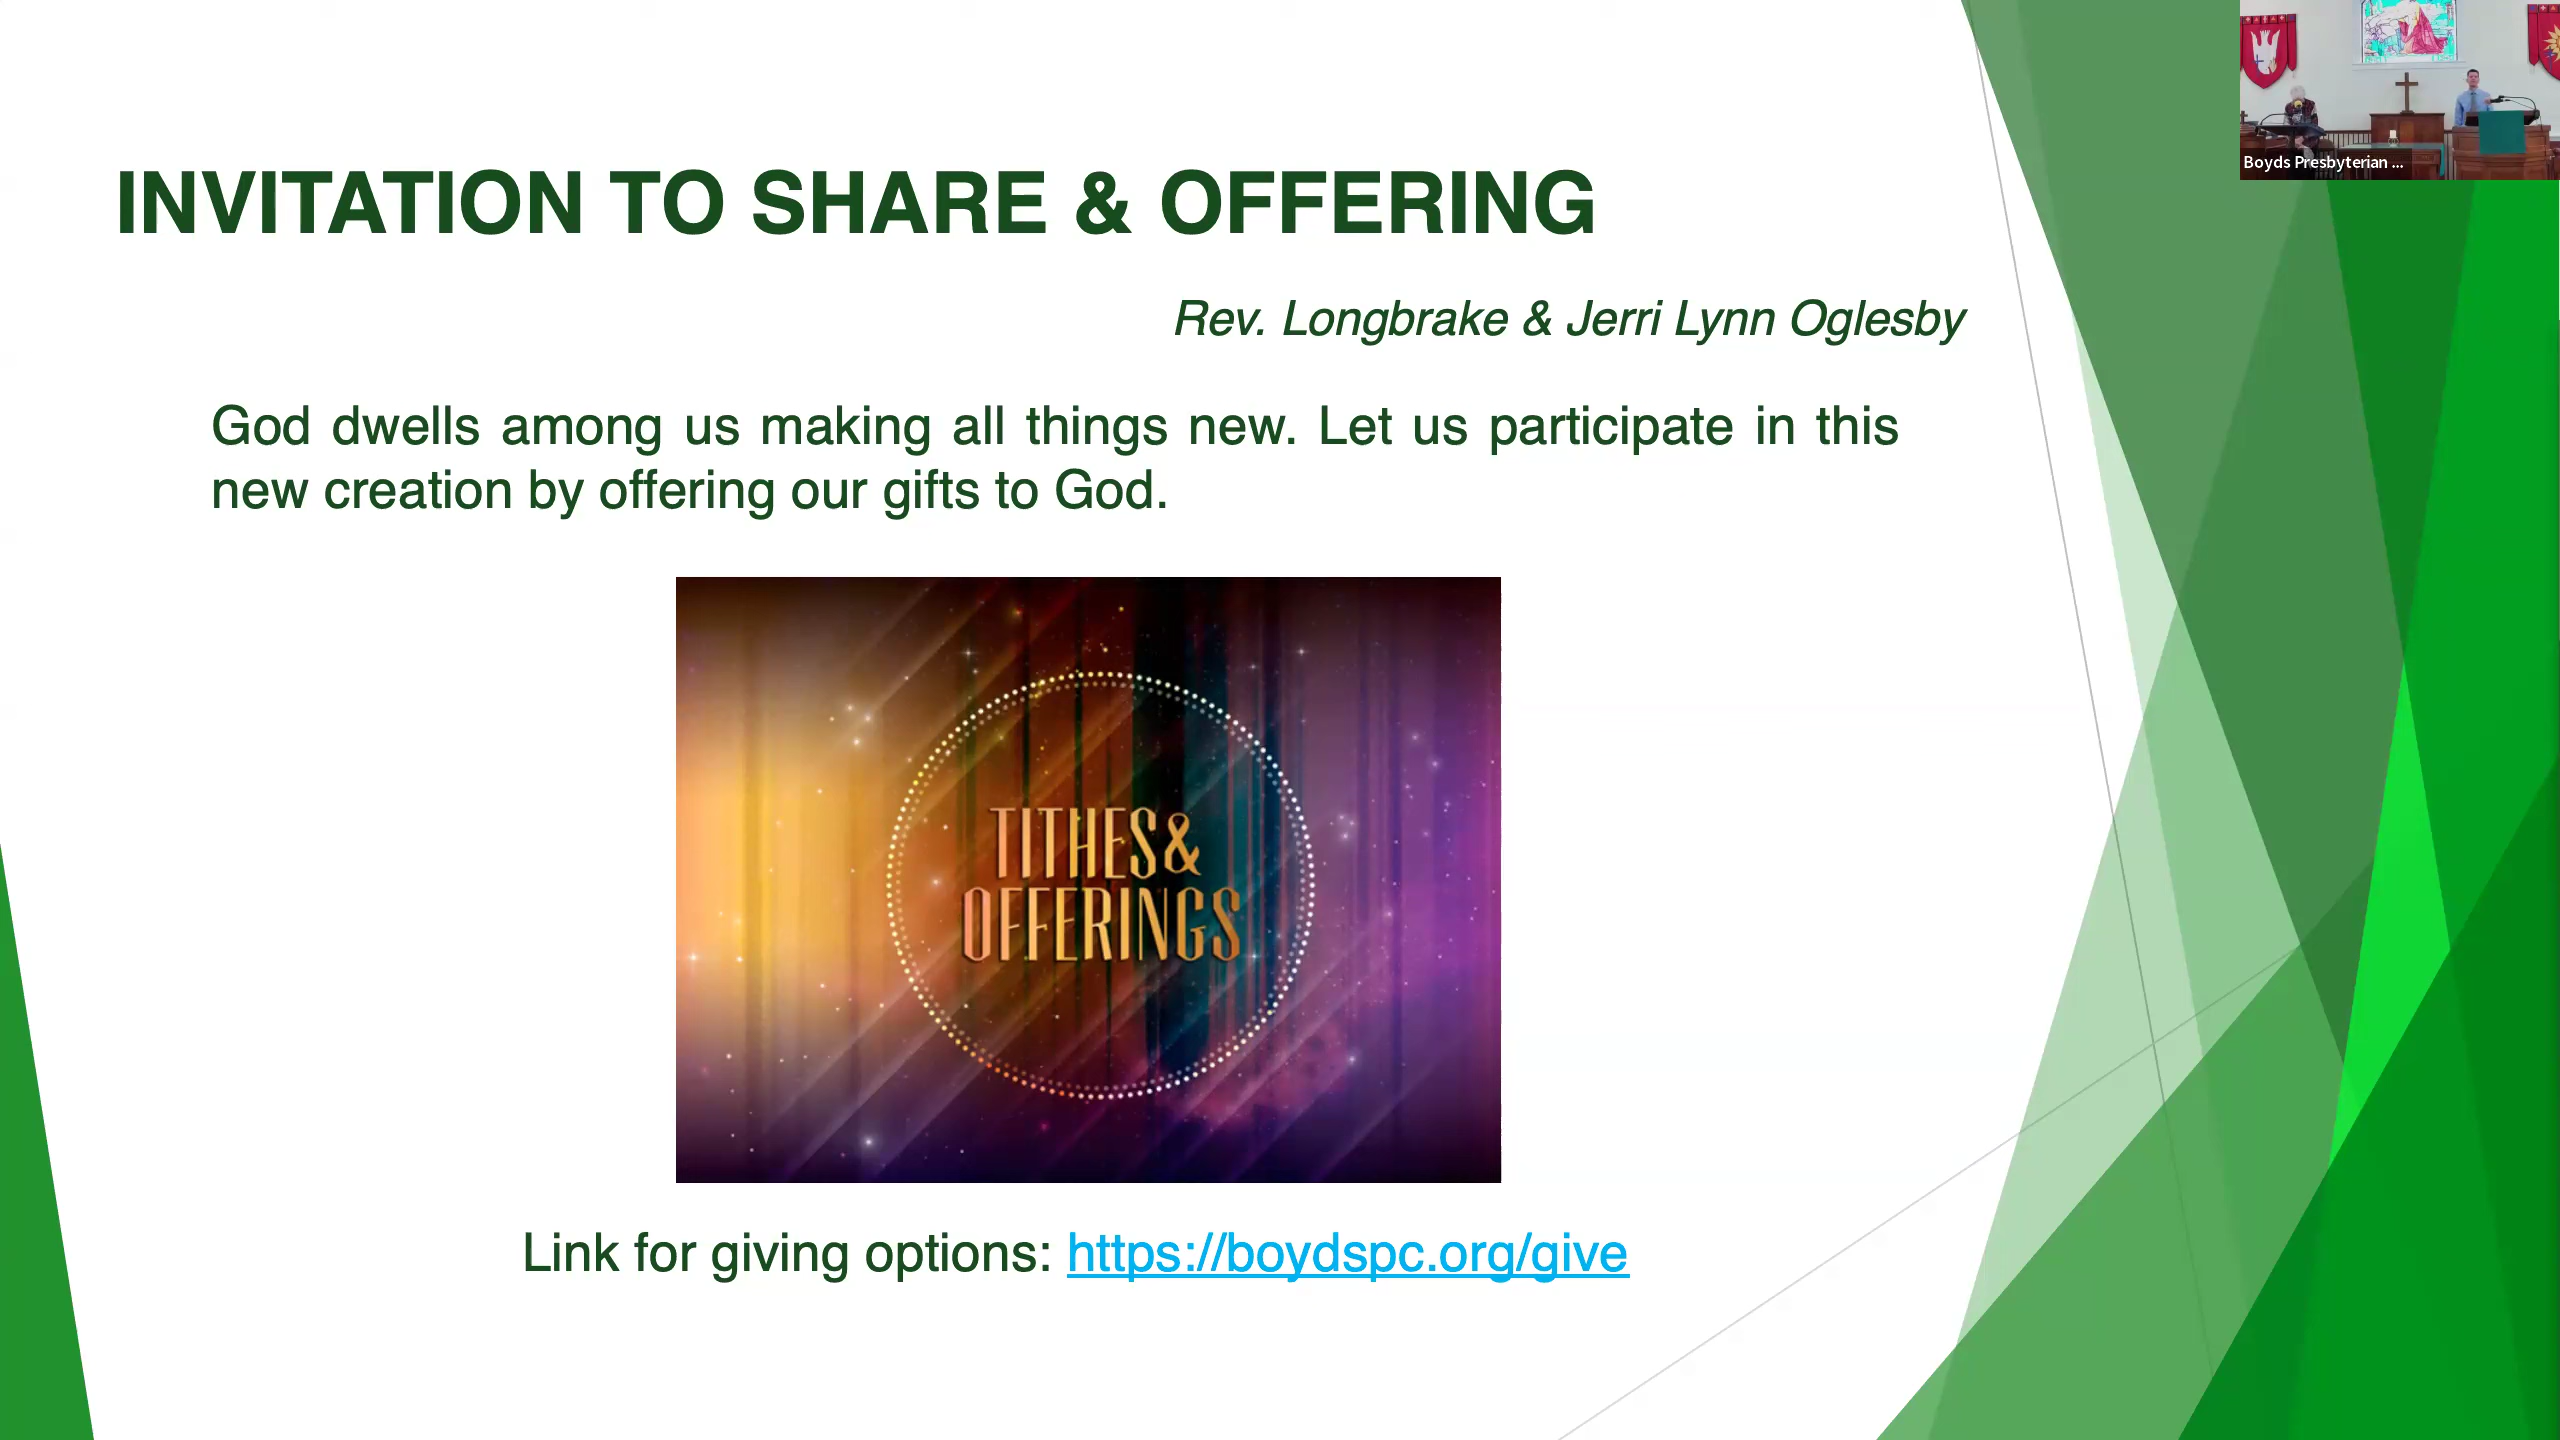 Boyds Presbyterian ...
INVITATION TO SHARE & OFFERING
Rev. Longbrake & Jerri Lynn Oglesby
God dwells among us making all things new. Let us participate in this
new creation by offering our gifts to God.
TITHES &
OFFERINGS
Link for giving options: https://boydspc.org/give